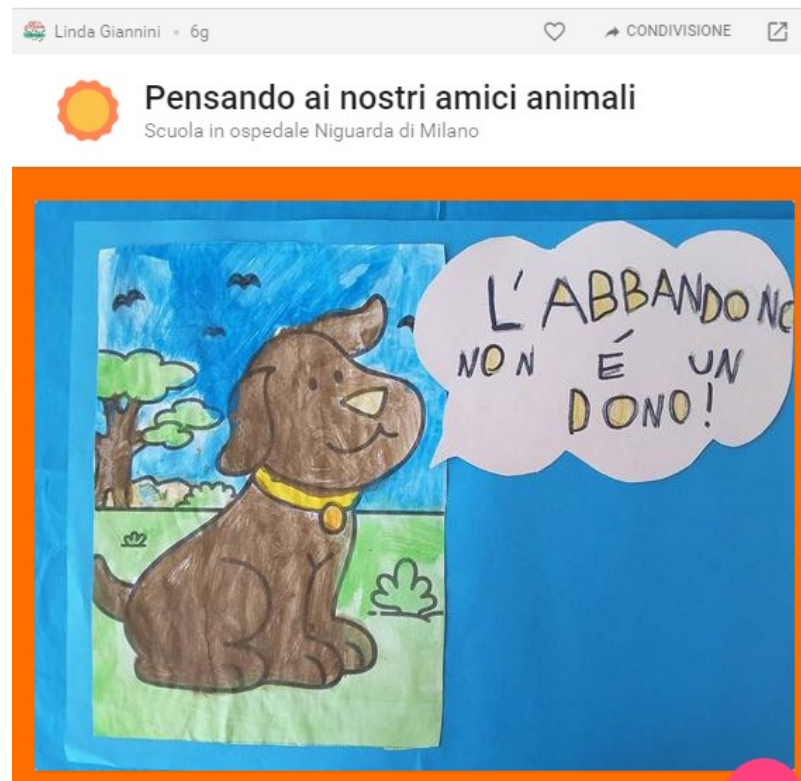 Linda Giannini • 6g
CONDIVISIONE
Pensando ai nostri amici animali
Scuola in ospedale Niguarda di Milano
L' ABBANDONO
NON É UN
DONO!